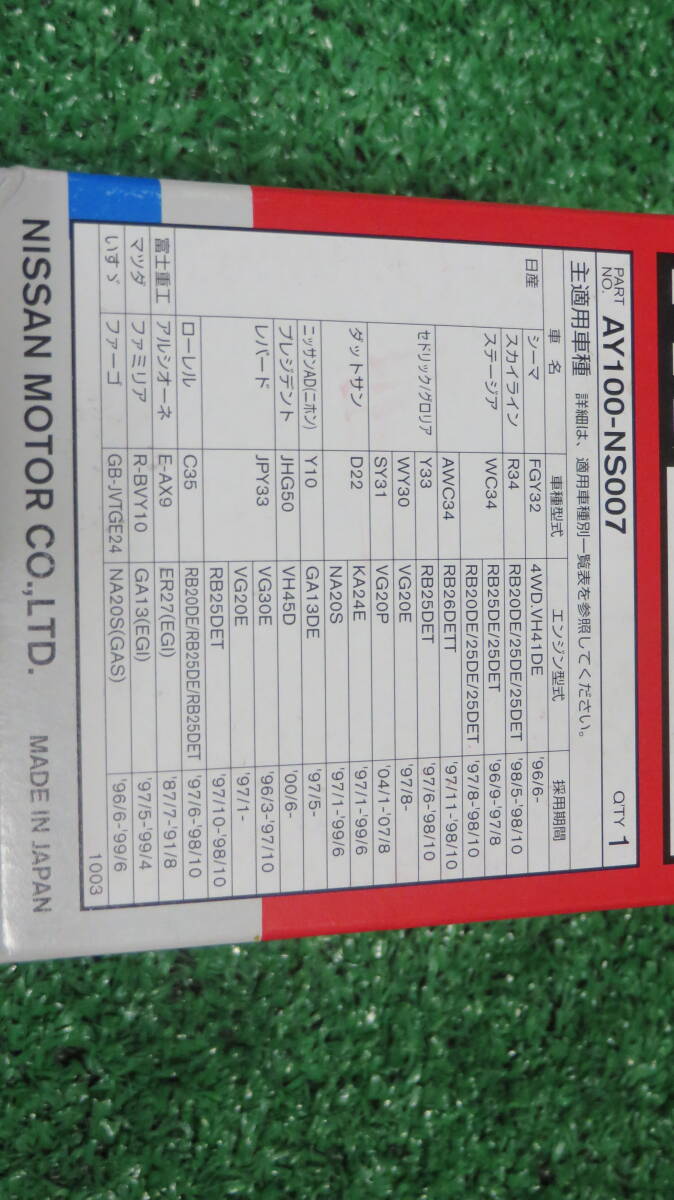 PART NO. AY100-NS007 QTY 1
主適用車種 詳細は、適用車種別一覧表を参照してください。
車 名 車種型式 エンジン型式 採用期間
日産 シーマ FGY32 4WD.VH41DE '96/6-
スカイライン R34 RB20DE/25DE/25DET '98/5-'98/10
ステージア WC34 RB25DE/25DET '96/9-'97/8
RB20DE/25DE/25DET '97/8-'98/10
AWC34 RB26DETT '97/11-'98/10
セドリック/グロリア Y33 RB25DET '97/6-'98/10
WY30 VG20E '97/8-
SY31 VG20P '04/1-'07/8
ダットサン D22 KA24E '97/1-'99/6
NA20S '97/1-'99/6
ニッサンAD(ニホン) Y10 GA13DE '97/5-
プレジデント JHG50 VH45D '00/6-
レパード JPY33 VG30E '96/3-'97/10
VG20E '97/1-
RB25DET '97/10-'98/10
ローレル C35 RB20DE/RB25DE/RB25DET '97/6-'98/10
富士重工 アルシオーネ E-AX9 ER27(EGI) '87/7-'91/8
マツダ ファミリア R-BVY10 GA13(EGI) '97/5-'99/4
いすゞ ファーゴ GB-JVTGE24 NA20S(GAS) '96/6-'99/6
1003
NISSAN MOTOR CO.,LTD. MADE IN JAPAN